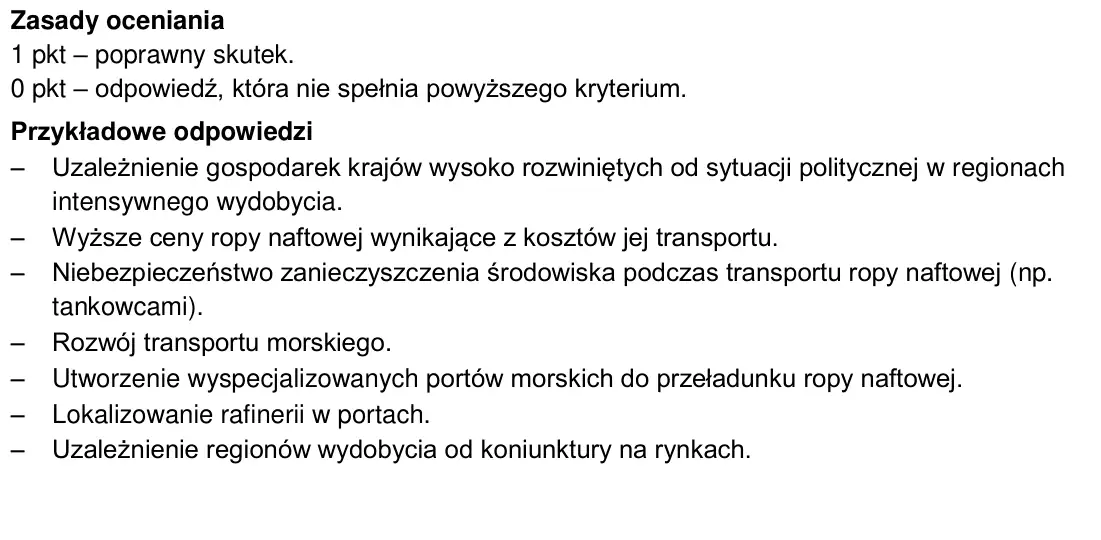 Zasady oceniania
1 pkt – poprawny skutek.
0 pkt – odpowiedź, która nie spełnia powyższego kryterium.
Przykładowe odpowiedzi
– Uzależnienie gospodarek krajów wysoko rozwiniętych od sytuacji politycznej w regionach
intensywnego wydobycia.
– Wyższe ceny ropy naftowej wynikające z kosztów jej transportu.
– Niebezpieczeństwo zanieczyszczenia środowiska podczas transportu ropy naftowej (np.
tankowcami).
– Rozwój transportu morskiego.
– Utworzenie wyspecjalizowanych portów morskich do przeładunku ropy naftowej.
– Lokalizowanie rafinerii w portach.
– Uzależnienie regionów wydobycia od koniunktury na rynkach.